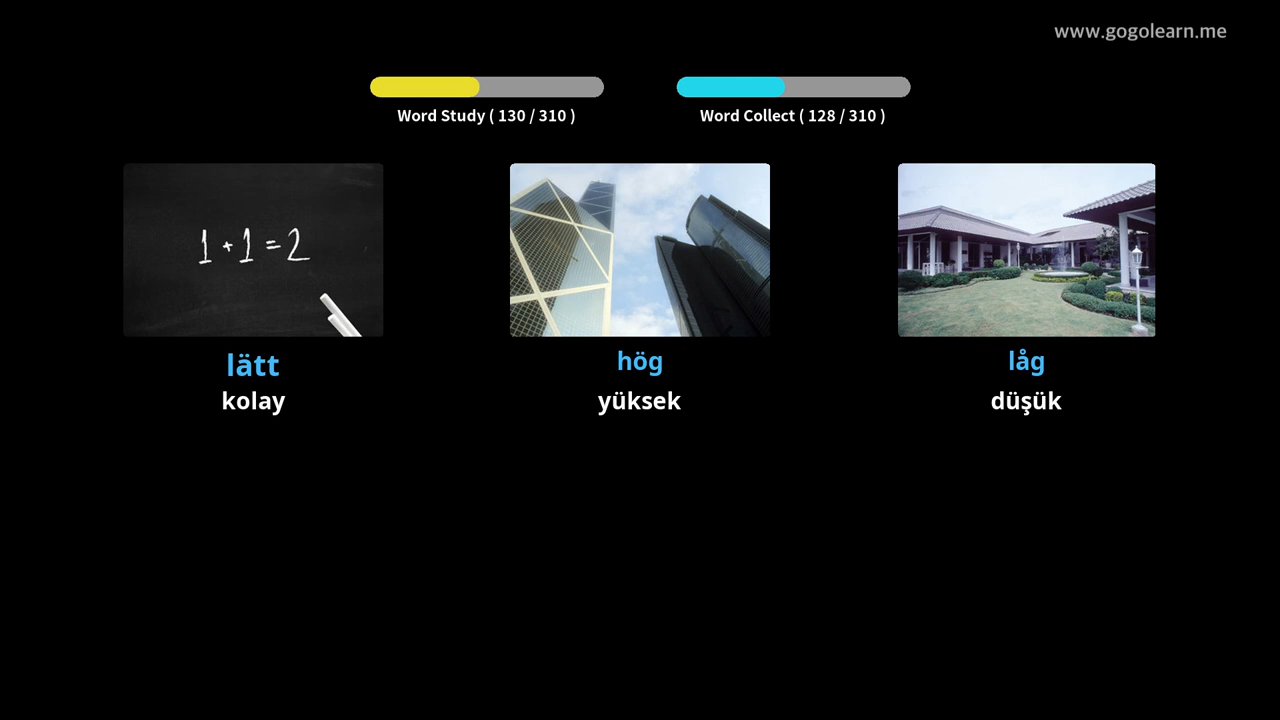 www.gogolearn.me
Word Study ( 130 / 310 )
Word Collect ( 128 / 310 )
1 + 1 = 2
lätt
hög
låg
kolay
yüksek
düşük